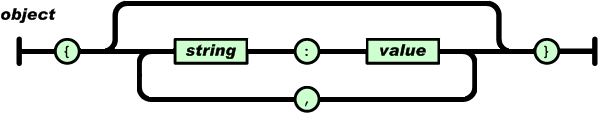 object
{ string : value }
,